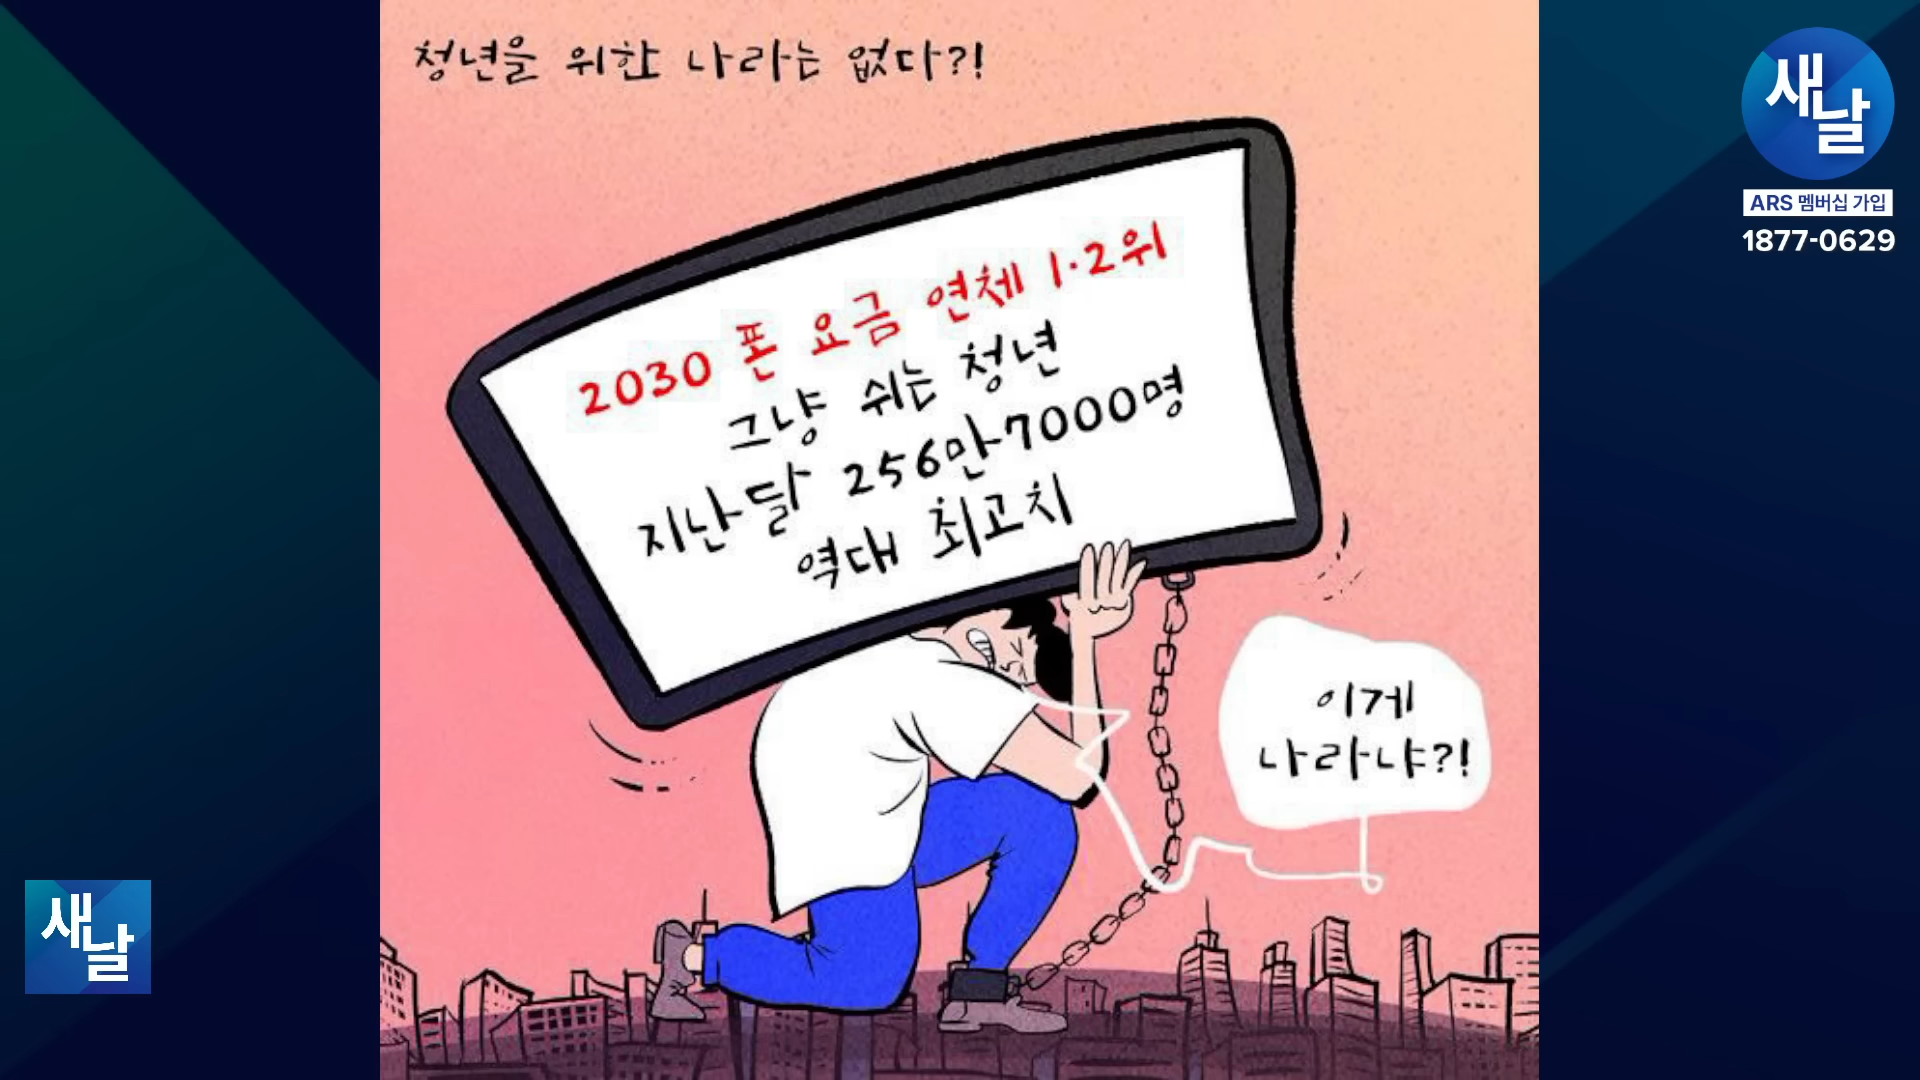 청년을 위한 나라는 없다?!
2030 폰 요금 연체 1·2위
그냥 쉬는 청년
지난달 256만7000명
역대 최고치
이게
나라냐?!
새날
ARS 멤버십 가입
1877-0629
새날